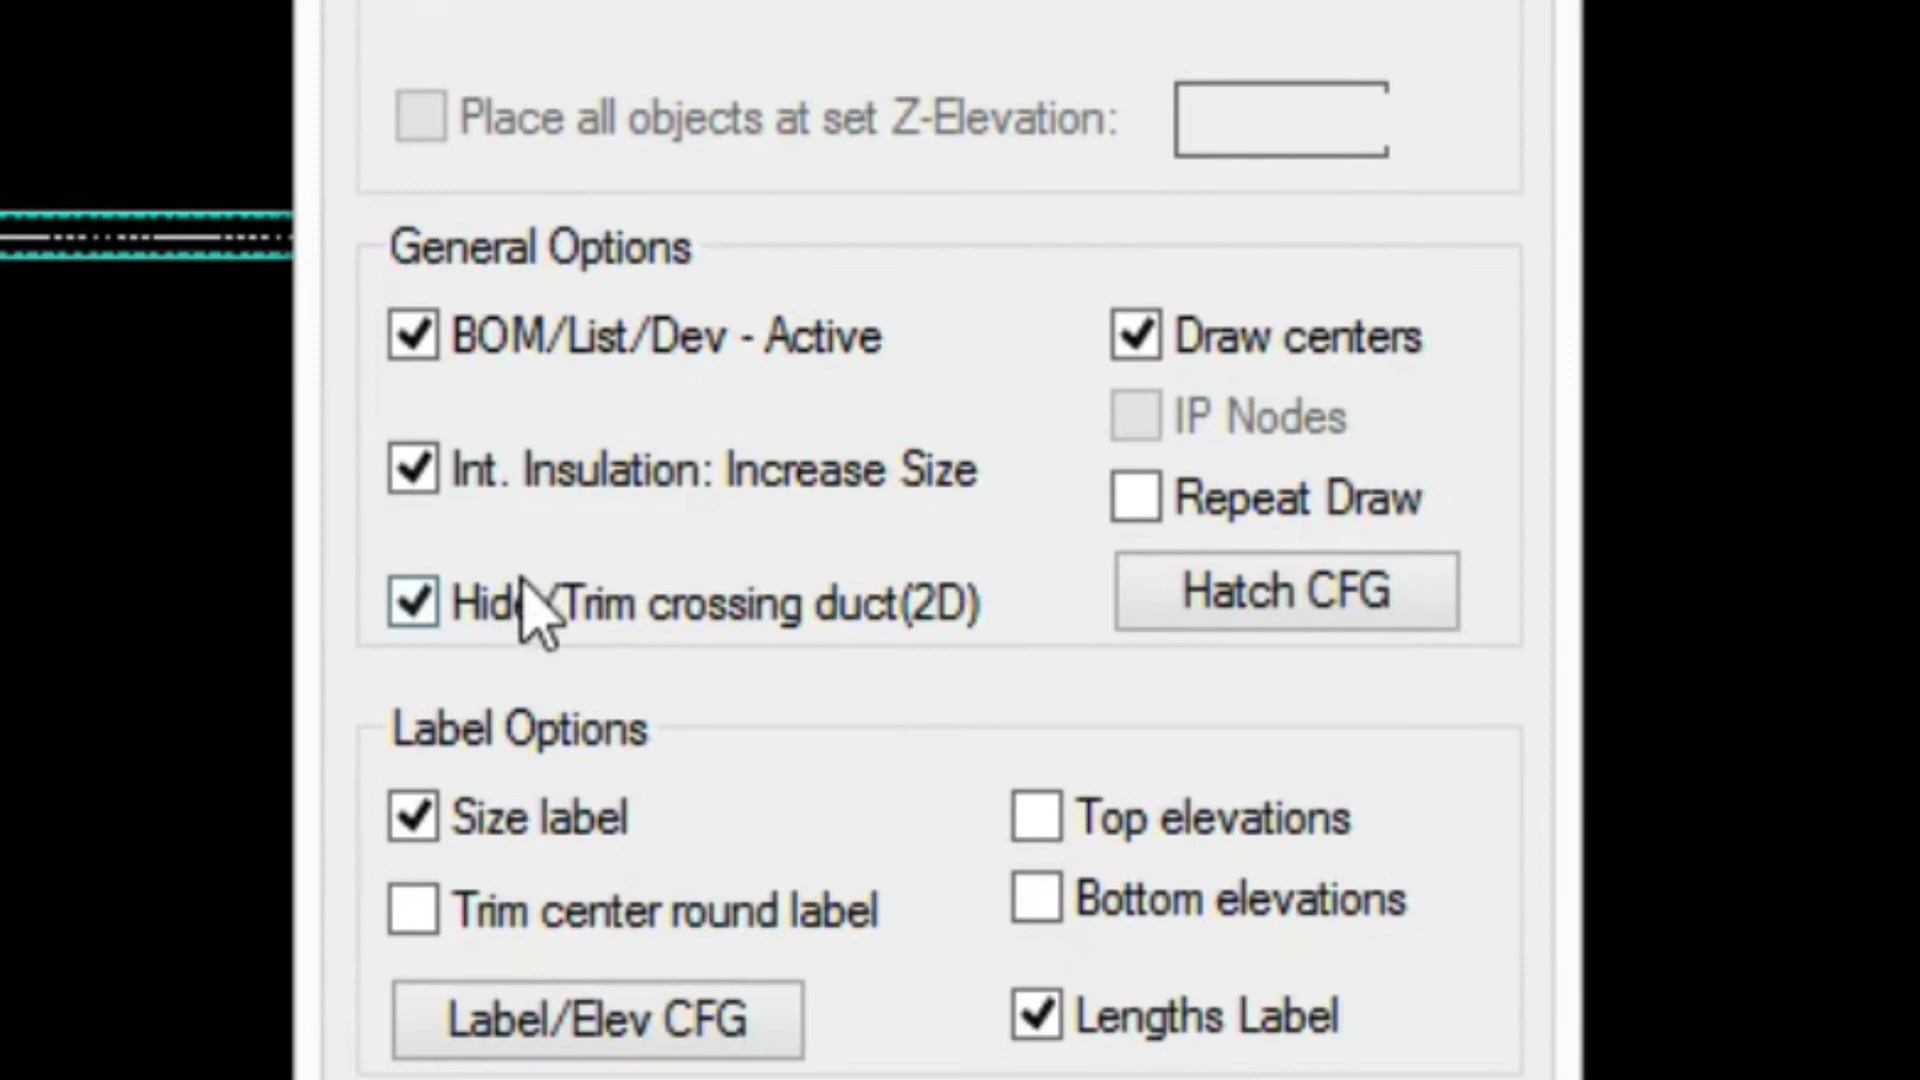 Place all objects at set Z-Elevation:
General Options
BOM/List/Dev - Active
Draw centers
IP Nodes
Int. Insulation: Increase Size
Repeat Draw
Hide/Trim crossing duct(2D)
Hatch CFG
Label Options
Size label
Top elevations
Trim center round label
Bottom elevations
Label/Elev CFG
Lengths Label